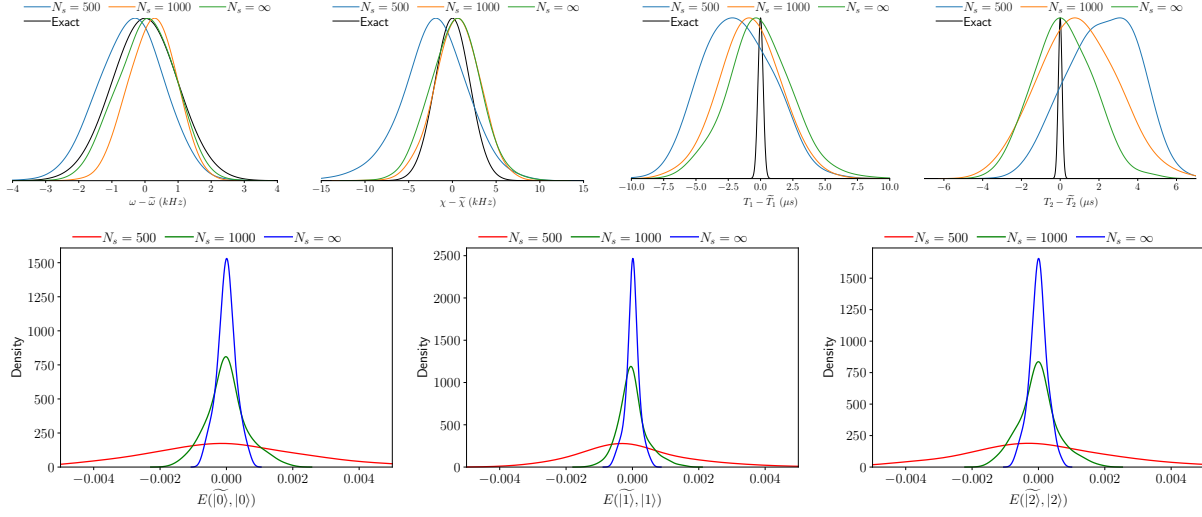 N_s = 500 N_s = 1000 N_s = ∞
Exact
−4 −3 −2 −1 0 1 2 3 4
ω − ω̃ (kHz)
N_s = 500 N_s = 1000 N_s = ∞
Exact
−15 −10 −5 0 5 10 15
χ − χ̃ (kHz)
N_s = 500 N_s = 1000 N_s = ∞
Exact
−10.0 −7.5 −5.0 −2.5 0.0 2.5 5.0 7.5 10.0
T_1 − T̃_1 (μs)
N_s = 500 N_s = 1000 N_s = ∞
Exact
−6 −4 −2 0 2 4 6
T_2 − T̃_2 (μs)
N_s = 500 N_s = 1000 N_s = ∞
1500
1250
1000
750
500
250
0
Density
−0.004 −0.002 0.000 0.002 0.004
E(|0⟩~, |0⟩)
N_s = 500 N_s = 1000 N_s = ∞
2500
2000
1500
1000
500
0
Density
−0.004 −0.002 0.000 0.002 0.004
E(|1⟩~, |1⟩)
N_s = 500 N_s = 1000 N_s = ∞
1750
1500
1250
1000
750
500
250
0
Density
−0.004 −0.002 0.000 0.002 0.004
E(|2⟩~, |2⟩)